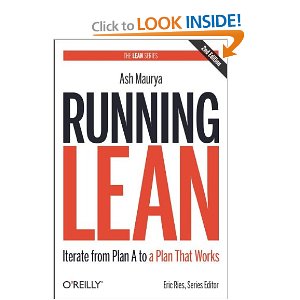 Click to LOOK INSIDE!
THE LEAN SERIES
2nd Edition
Ash Maurya
RUNNING
LEAN
Iterate from Plan A to a Plan That Works
O'REILLY®
Eric Ries, Series Editor